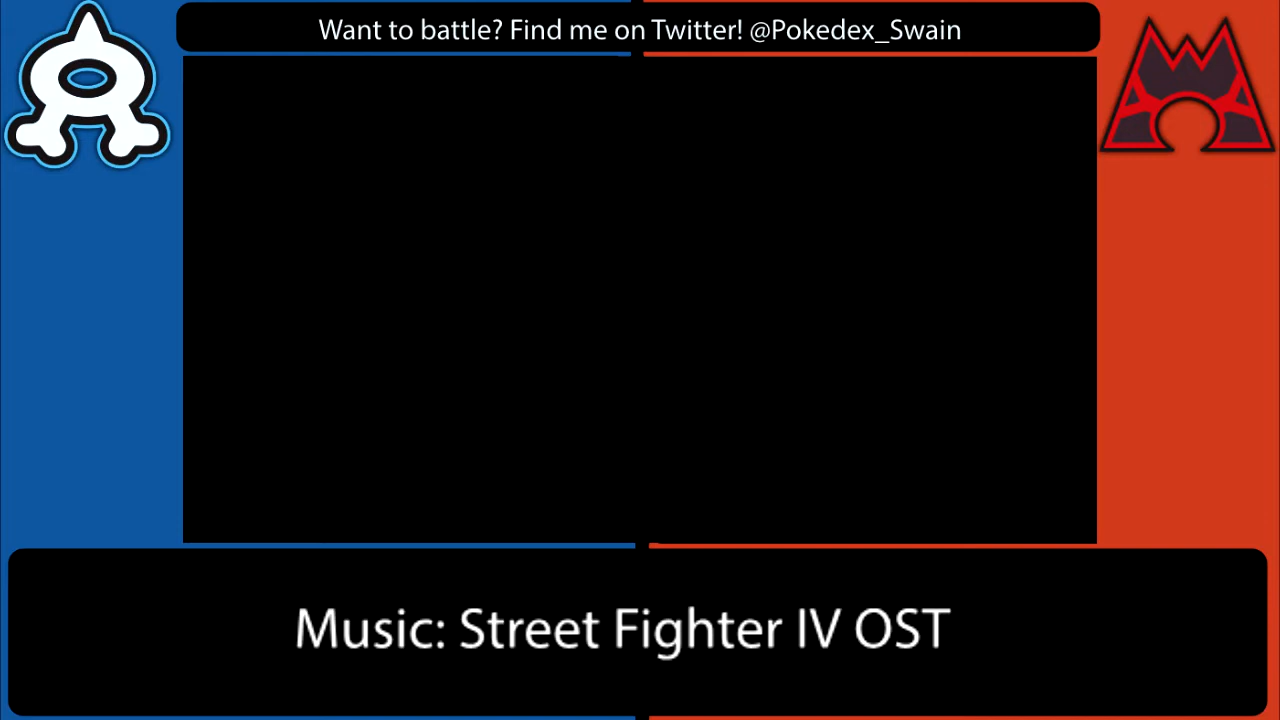 Want to battle? Find me on Twitter! @Pokedex_Swain
Music: Street Fighter IV OST